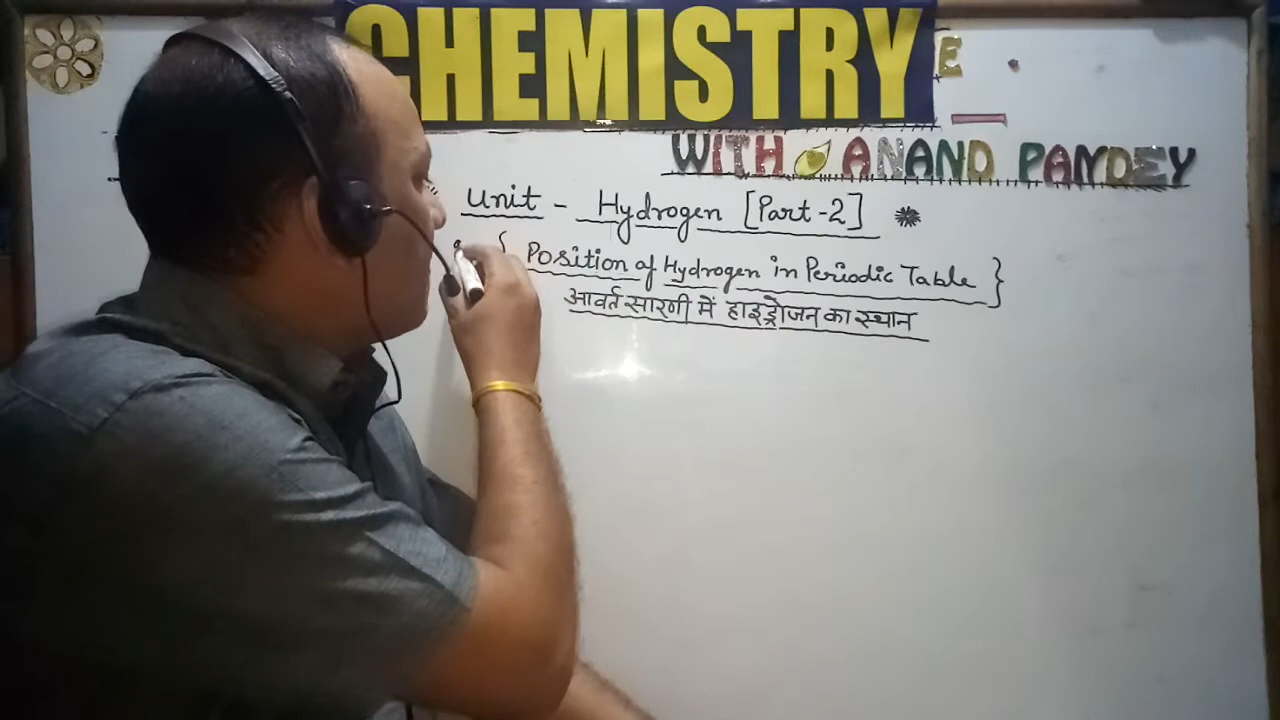 CHEMISTRY
E .
WITH ANAND PANDEY
Unit - Hydrogen [Part-2]
{ Position of Hydrogen in Periodic Table }
आवर्त सारणी में हाइड्रोजन का स्थान